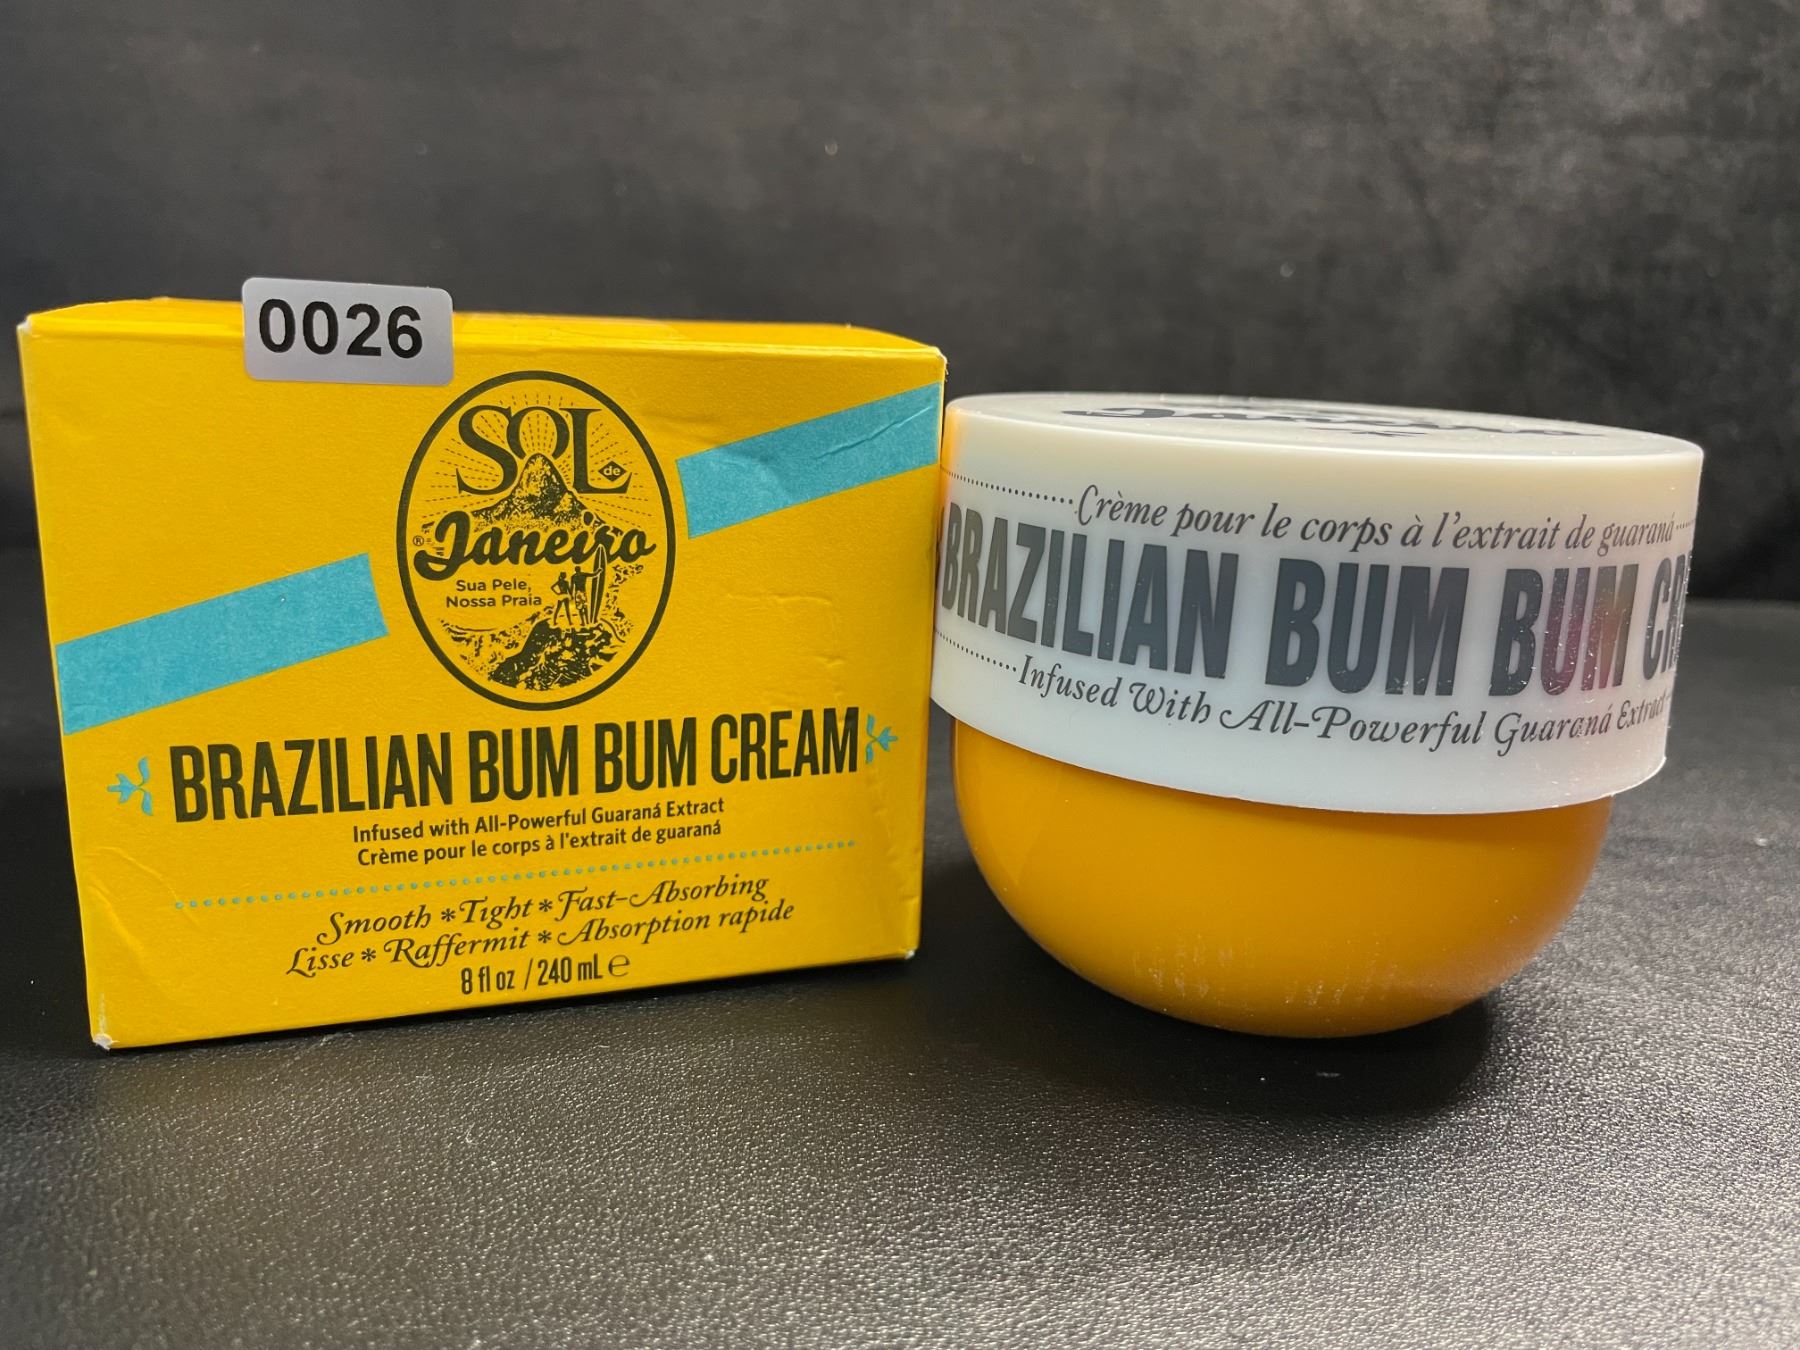 0026
SOL
de
Janeiro
®
Sua Pele,
Nossa Praia
BRAZILIAN BUM BUM CREAM
Infused with All-Powerful Guaraná Extract
Crème pour le corps à l'extrait de guaraná
Smooth * Tight * Fast-Absorbing
Lisse * Raffermit * Absorption rapide
8 fl oz / 240 mL ℮
Janeiro
Crème pour le corps à l'extrait de guaraná
BRAZILIAN BUM BUM CR
Infused With All-Powerful Guaraná Extract